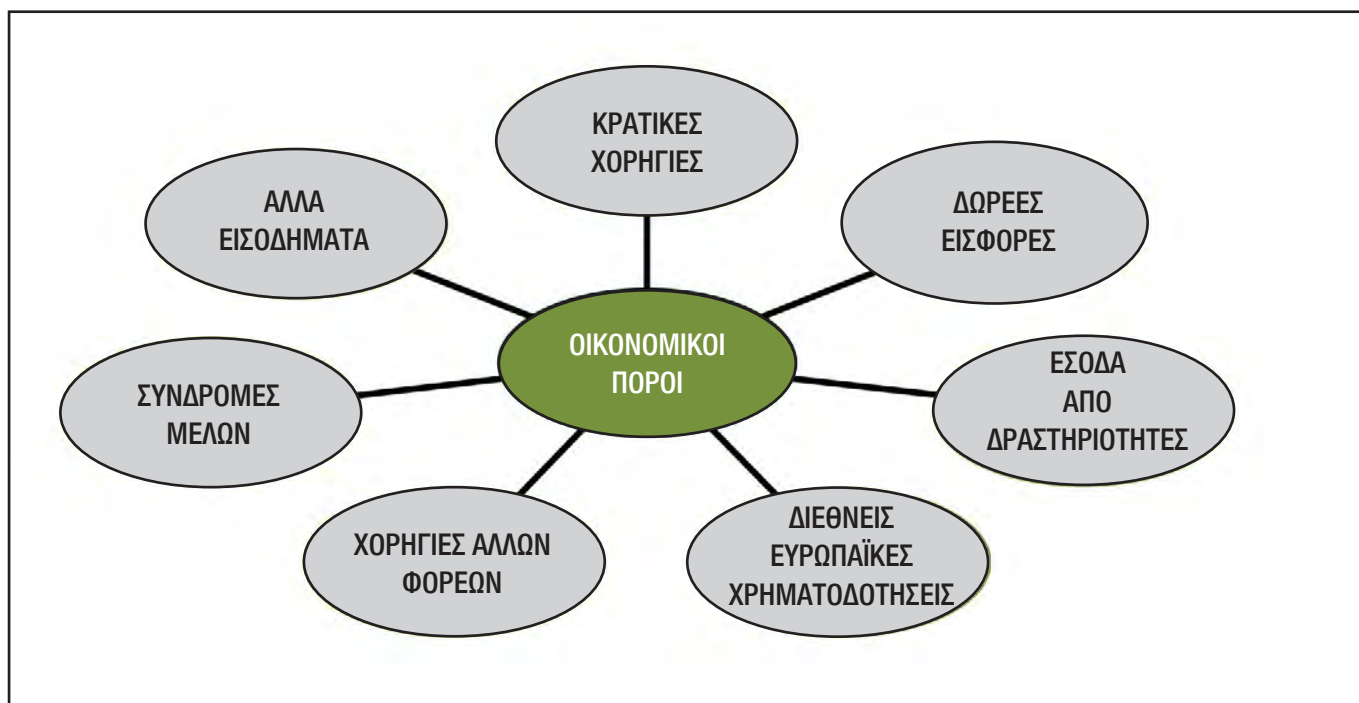 ΚΡΑΤΙΚΕΣ
ΧΟΡΗΓΙΕΣ
ΑΛΛΑ
ΕΙΣΟΔΗΜΑΤΑ
ΔΩΡΕΕΣ
ΕΙΣΦΟΡΕΣ
ΟΙΚΟΝΟΜΙΚΟΙ
ΠΟΡΟΙ
ΣΥΝΔΡΟΜΕΣ
ΜΕΛΩΝ
ΕΣΟΔΑ
ΑΠΟ
ΔΡΑΣΤΗΡΙΟΤΗΤΕΣ
ΧΟΡΗΓΙΕΣ ΑΛΛΩΝ
ΦΟΡΕΩΝ
ΔΙΕΘΝΕΙΣ
ΕΥΡΩΠΑΪΚΕΣ
ΧΡΗΜΑΤΟΔΟΤΗΣΕΙΣ